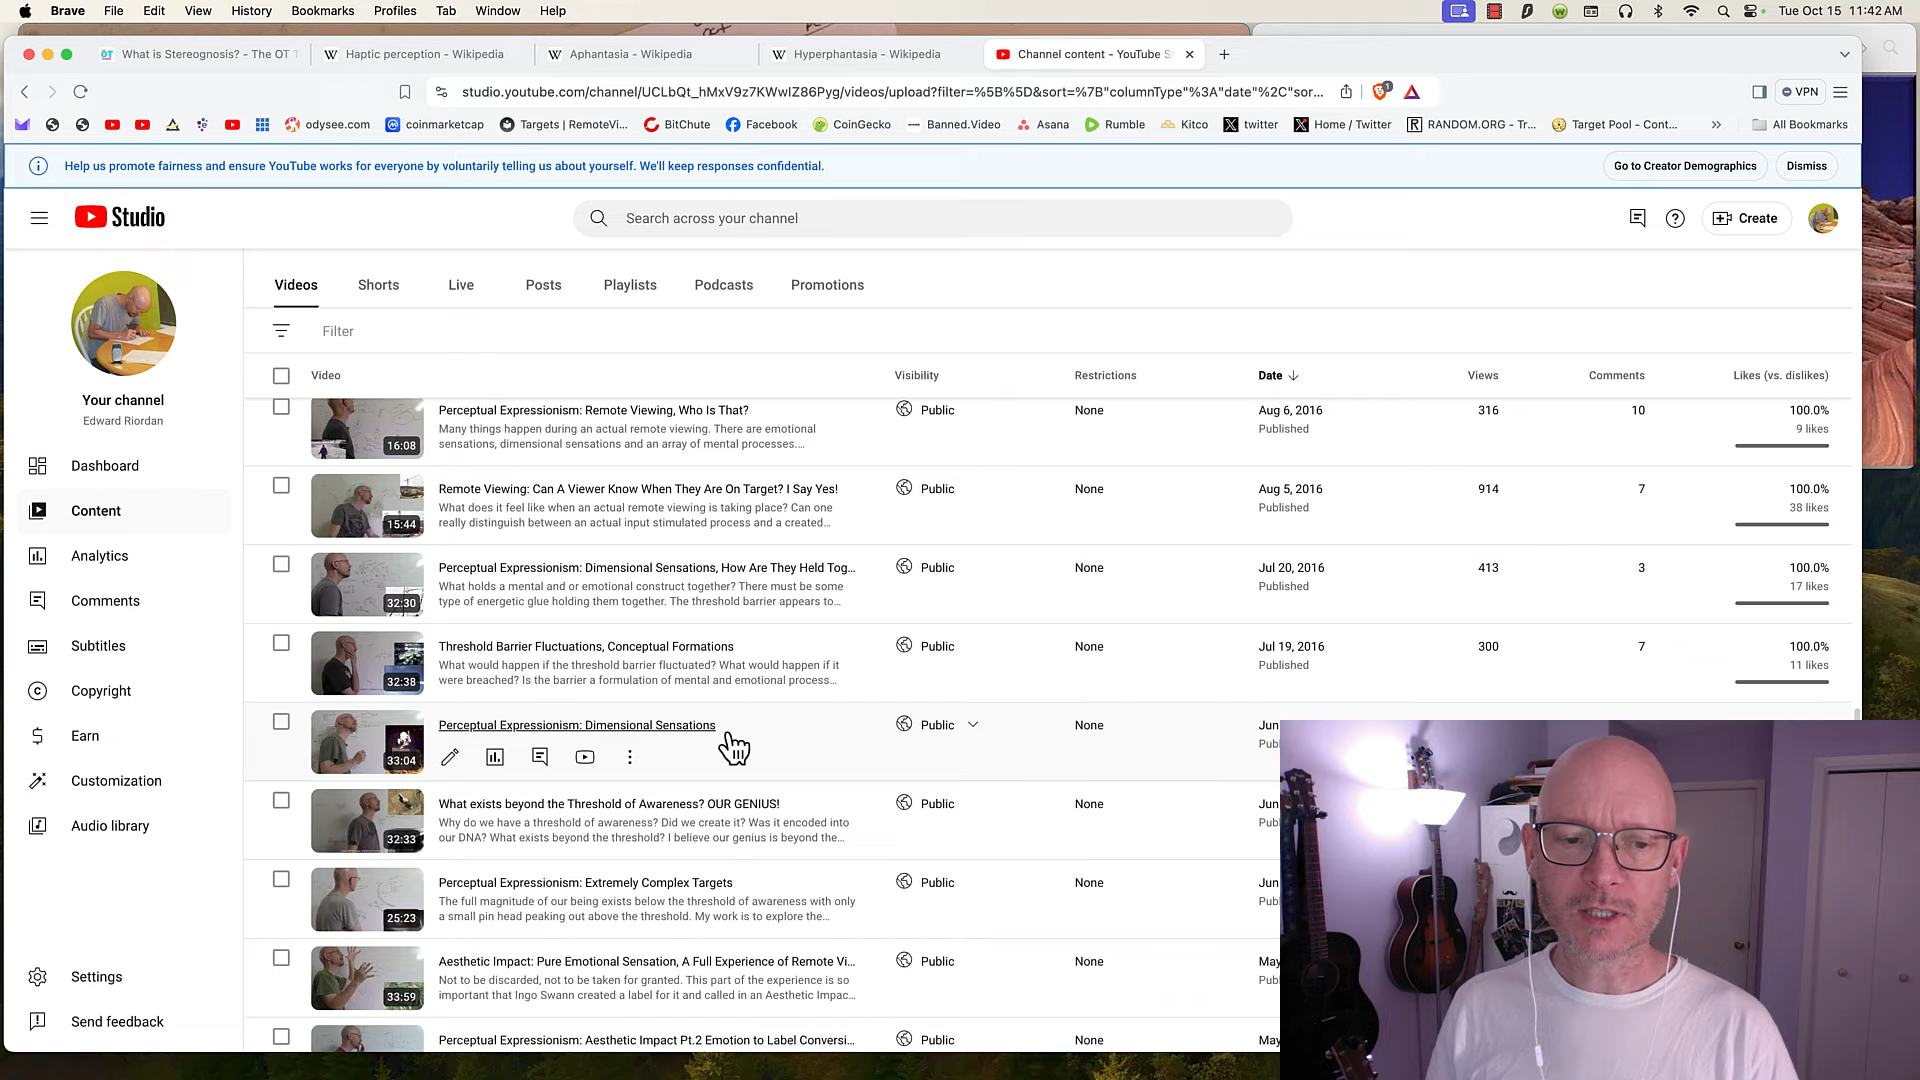 Brave File Edit View History Bookmarks Profiles Tab Window Help Tue Oct 15 11:42 AM
What is Stereognosis? - The OT T Haptic perception - Wikipedia Aphantasia - Wikipedia Hyperphantasia - Wikipedia Channel content - YouTube S
studio.youtube.com/channel/UCLbQt_hMxV9z7KWwIZ86Pyg/videos/upload?filter=%5B%5D&sort=%7B"columnType"%3A"date"%2C"sor... 1 VPN
odysee.com coinmarketcap Targets | RemoteVi... BitChute Facebook CoinGecko Banned.Video Asana Rumble Kitco twitter Home / Twitter RANDOM.ORG - Tr... Target Pool - Cont... All Bookmarks
Help us promote fairness and ensure YouTube works for everyone by voluntarily telling us about yourself. We'll keep responses confidential. Go to Creator Demographics Dismiss
Studio Search across your channel Create
Videos Shorts Live Posts Playlists Podcasts Promotions
Filter
Your channel
Edward Riordan
Dashboard
Content
Analytics
Comments
Subtitles
Copyright
Earn
Customization
Audio library
Settings
Send feedback
Video Visibility Restrictions Date Views Comments Likes (vs. dislikes)
Perceptual Expressionism: Remote Viewing, Who Is That? Public None Aug 6, 2016 316 10 100.0%
Many things happen during an actual remote viewing. There are emotional Published 9 likes
sensations, dimensional sensations and an array of mental processes....
16:08
Remote Viewing: Can A Viewer Know When They Are On Target? I Say Yes! Public None Aug 5, 2016 914 7 100.0%
What does it feel like when an actual remote viewing is taking place? Can one Published 38 likes
really distinguish between an actual input stimulated process and a created...
15:44
Perceptual Expressionism: Dimensional Sensations, How Are They Held Tog... Public None Jul 20, 2016 413 3 100.0%
What holds a mental and or emotional construct together? There must be some Published 17 likes
type of energetic glue holding them together. The threshold barrier appears to...
32:30
Threshold Barrier Fluctuations, Conceptual Formations Public None Jul 19, 2016 300 7 100.0%
What would happen if the threshold barrier fluctuated? What would happen if it Published 11 likes
were breached? Is the barrier a formulation of mental and emotional process...
32:38
Perceptual Expressionism: Dimensional Sensations Public None Jun
Pub
33:04
What exists beyond the Threshold of Awareness? OUR GENIUS! Public None Jun
Why do we have a threshold of awareness? Did we create it? Was it encoded into Pub
our DNA? What exists beyond the threshold? I believe our genius is beyond the...
32:33
Perceptual Expressionism: Extremely Complex Targets Public None Jun
The full magnitude of our being exists below the threshold of awareness with only Pub
a small pin head peaking out above the threshold. My work is to explore the...
25:23
Aesthetic Impact: Pure Emotional Sensation, A Full Experience of Remote Vi... Public None May
Not to be discarded, not to be taken for granted. This part of the experience is so Pub
important that Ingo Swann created a label for it and called in an Aesthetic Impac...
33:59
Perceptual Expressionism: Aesthetic Impact Pt.2 Emotion to Label Conversi... Public None May